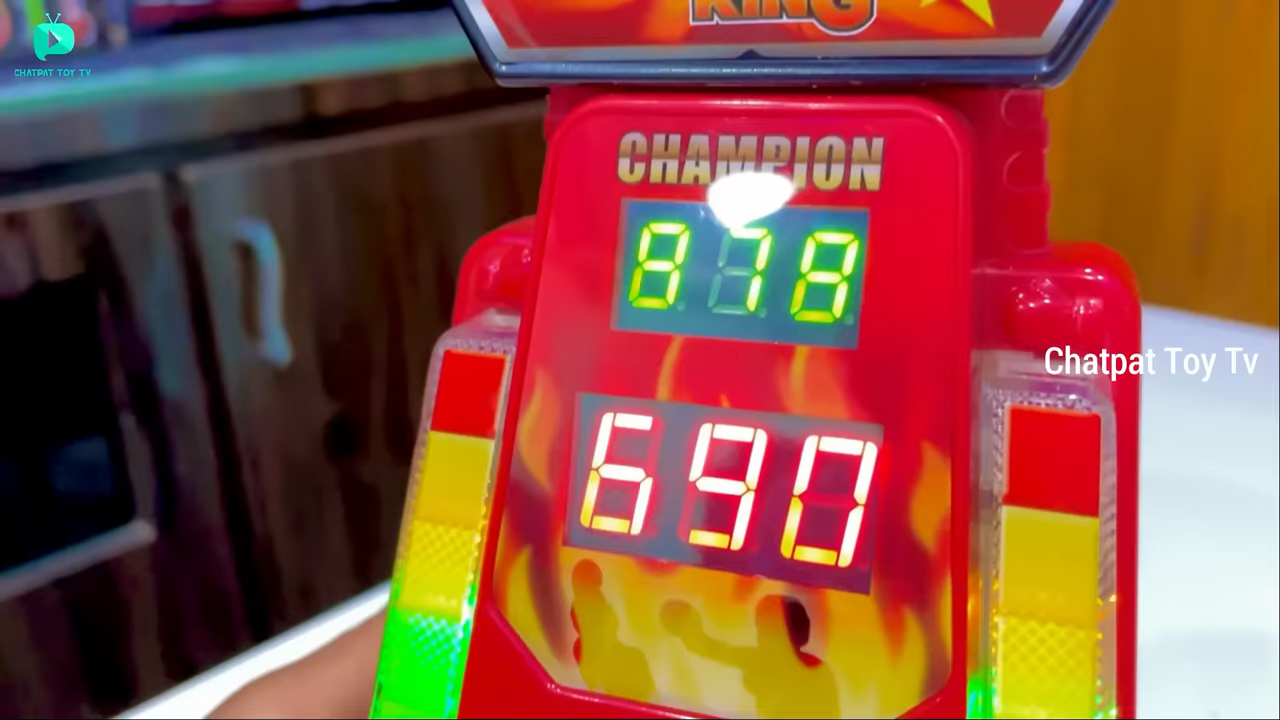 KING
CHATPAT TOY TV
CHAMPION
878
Chatpat Toy Tv
690